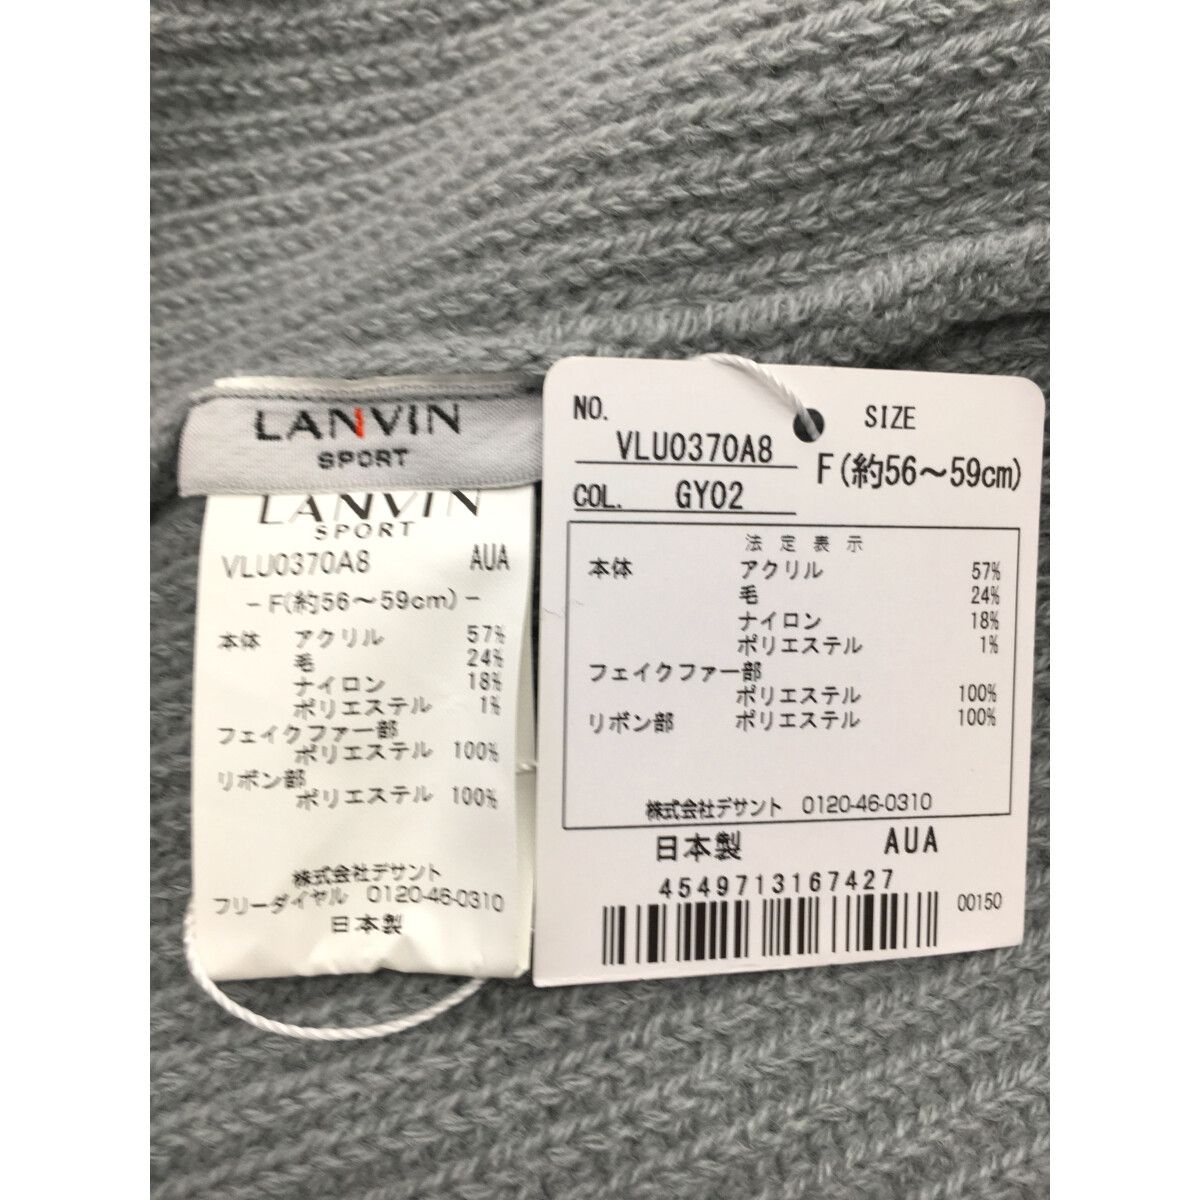 LANVIN
SPORT
LANVIN
SPORT
VLU0370A8 AUA
- F(約56～59cm) -
本体 アクリル 57%
毛 24%
ナイロン 18%
ポリエステル 1%
フェイクファー部
ポリエステル 100%
リボン部
ポリエステル 100%
株式会社デサント
フリーダイヤル 0120-46-0310
日本製
NO. VLU0370A8
COL. GY02
SIZE
F(約56～59cm)
法定表示
本体 アクリル 57%
毛 24%
ナイロン 18%
ポリエステル 1%
フェイクファー部
ポリエステル 100%
リボン部 ポリエステル 100%
株式会社デサント 0120-46-0310
日本製 AUA
4549713167427
00150